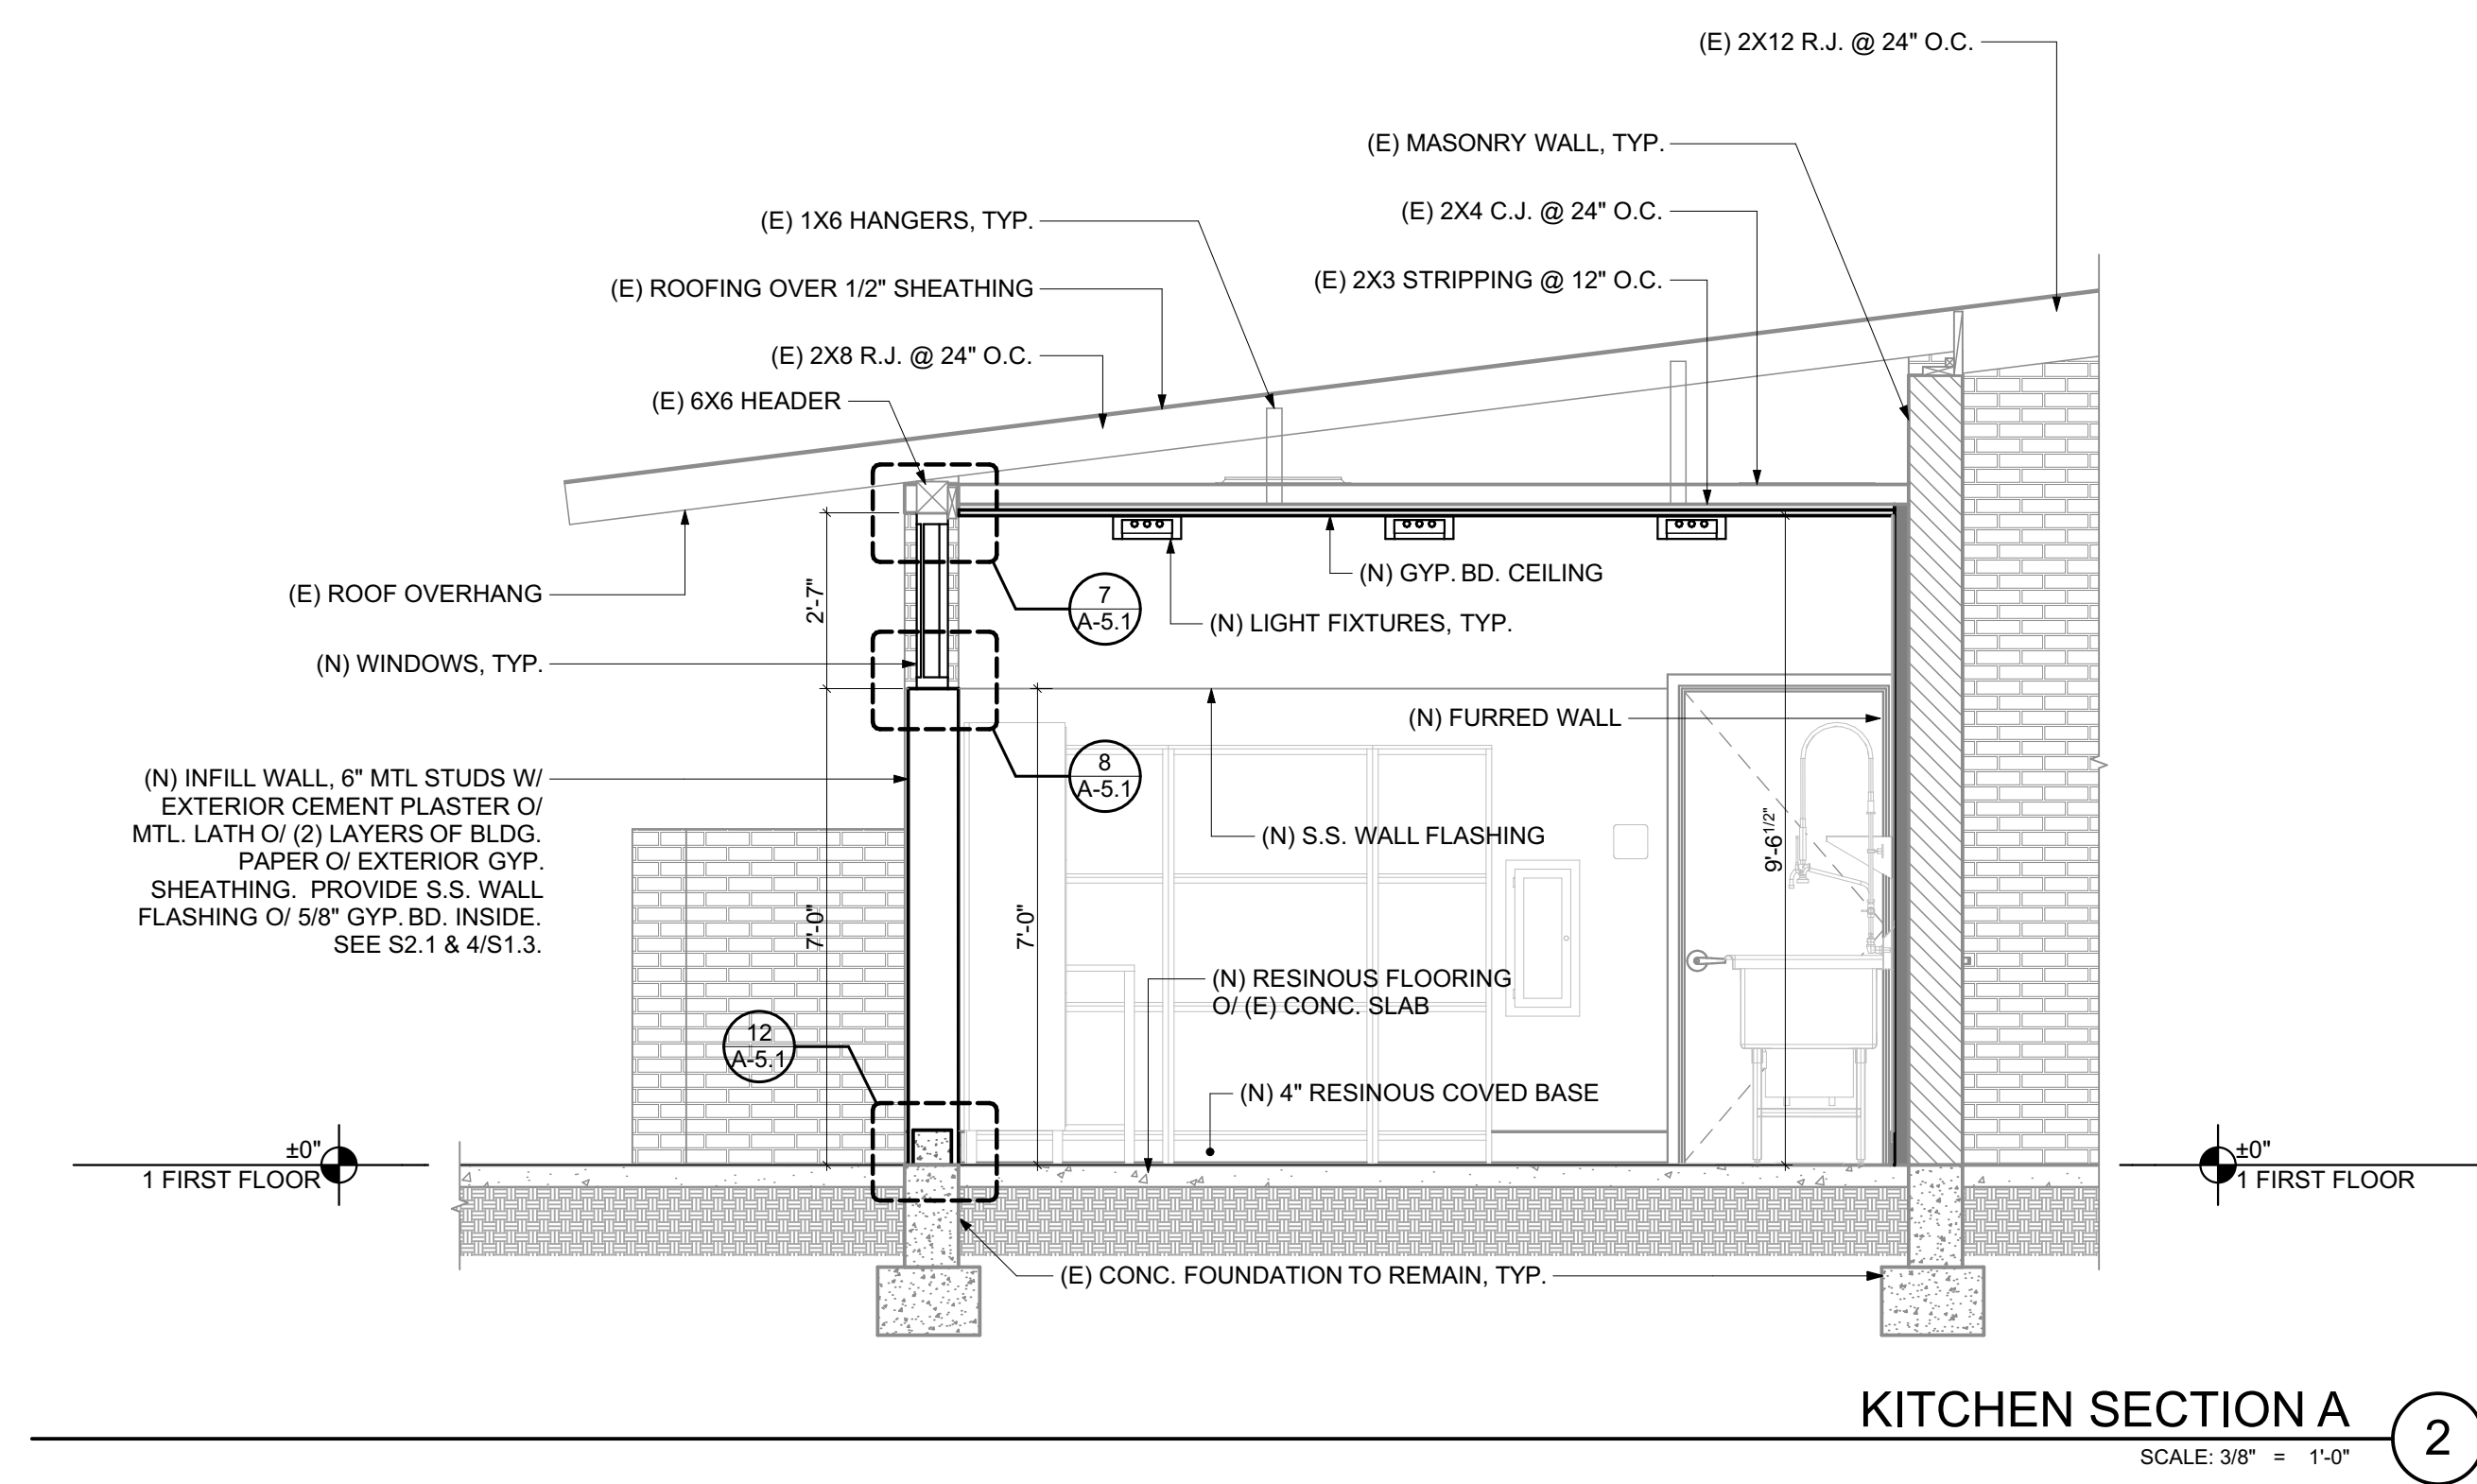 (E) 2X12 R.J. @ 24" O.C.
(E) MASONRY WALL, TYP.
(E) 1X6 HANGERS, TYP.
(E) 2X4 C.J. @ 24" O.C.
(E) ROOFING OVER 1/2" SHEATHING
(E) 2X3 STRIPPING @ 12" O.C.
(E) 2X8 R.J. @ 24" O.C.
(E) 6X6 HEADER
(E) ROOF OVERHANG
2'-7"
7
A-5.1
(N) GYP. BD. CEILING
(N) LIGHT FIXTURES, TYP.
(N) WINDOWS, TYP.
(N) FURRED WALL
(N) INFILL WALL, 6" MTL STUDS W/
EXTERIOR CEMENT PLASTER O/
MTL. LATH O/ (2) LAYERS OF BLDG.
PAPER O/ EXTERIOR GYP.
SHEATHING. PROVIDE S.S. WALL
FLASHING O/ 5/8" GYP. BD. INSIDE.
SEE S2.1 & 4/S1.3.
8
A-5.1
(N) S.S. WALL FLASHING
9'-6 1/2"
7'-0"
7'-0"
(N) RESINOUS FLOORING
O/ (E) CONC. SLAB
12
A-5.1
(N) 4" RESINOUS COVED BASE
±0"
1 FIRST FLOOR
±0"
1 FIRST FLOOR
(E) CONC. FOUNDATION TO REMAIN, TYP.
KITCHEN SECTION A
2
SCALE: 3/8" = 1'-0"